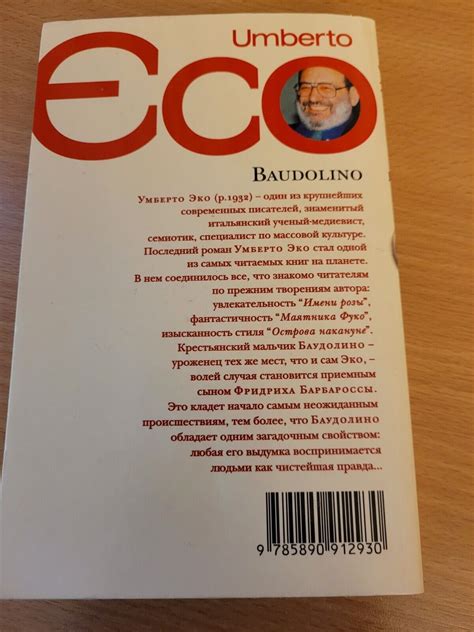 Umberto
Eco
BAUDOLINO
УМБЕРТО ЭКО (р.1932) – один из крупнейших
современных писателей, знаменитый
итальянский ученый-медиевист,
семиотик, специалист по массовой культуре.
Последний роман УМБЕРТО ЭКО стал одной
из самых читаемых книг на планете.
В нем соединилось все, что знакомо читателям
по прежним творениям автора:
увлекательность “Имени розы”,
фантастичность “Маятника Фуко”,
изысканность стиля “Острова накануне”.
Крестьянский мальчик БАУДОЛИНО –
уроженец тех же мест, что и сам ЭКО, –
волей случая становится приемным
сыном ФРИДРИХА БАРБАРОССЫ.
Это кладет начало самым неожиданным
происшествиям, тем более, что БАУДОЛИНО
обладает одним загадочным свойством:
любая его выдумка воспринимается
людьми как чистейшая правда...
9 785890 912930